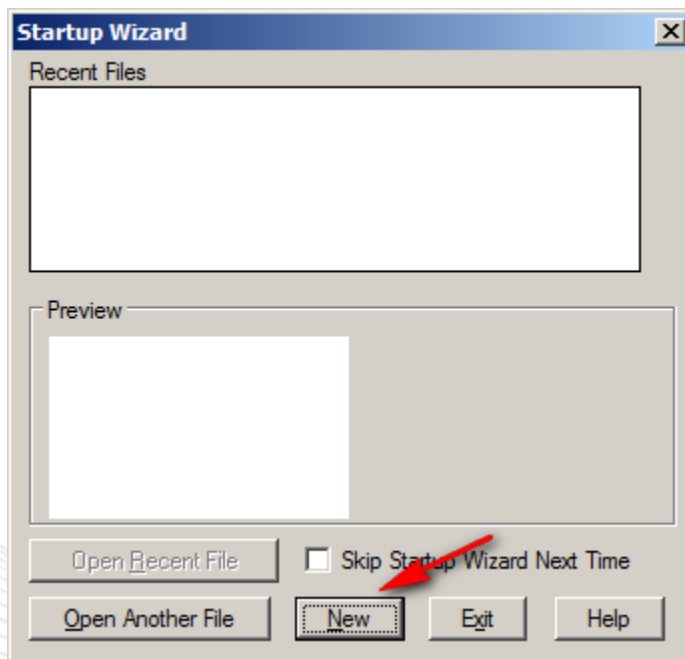 Startup Wizard
Recent Files
Preview
Open Recent File
Skip Startup Wizard Next Time
Open Another File
New
Exit
Help